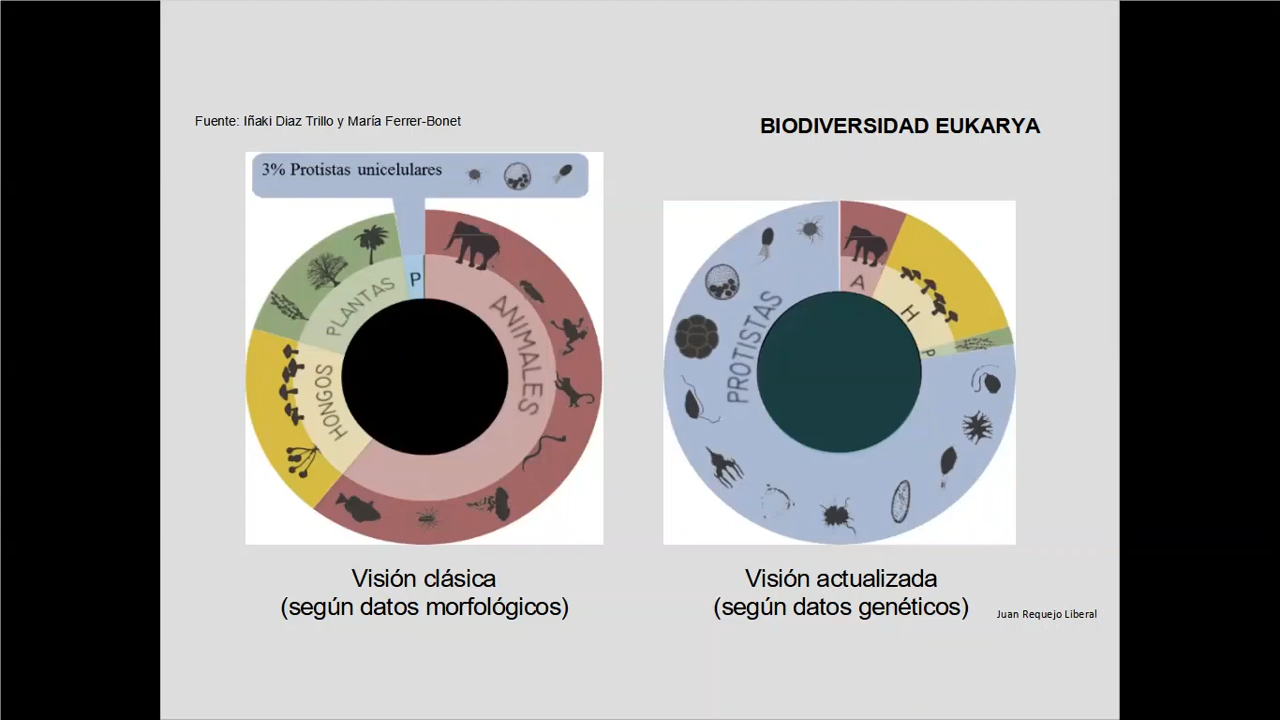 Fuente: Iñaki Diaz Trillo y María Ferrer-Bonet
BIODIVERSIDAD EUKARYA
3% Protistas unicelulares
PLANTAS
P
ANIMALES
HONGOS
PROTISTAS
A
H
P
Visión clásica
(según datos morfológicos)
Visión actualizada
(según datos genéticos)
Juan Requejo Liberal